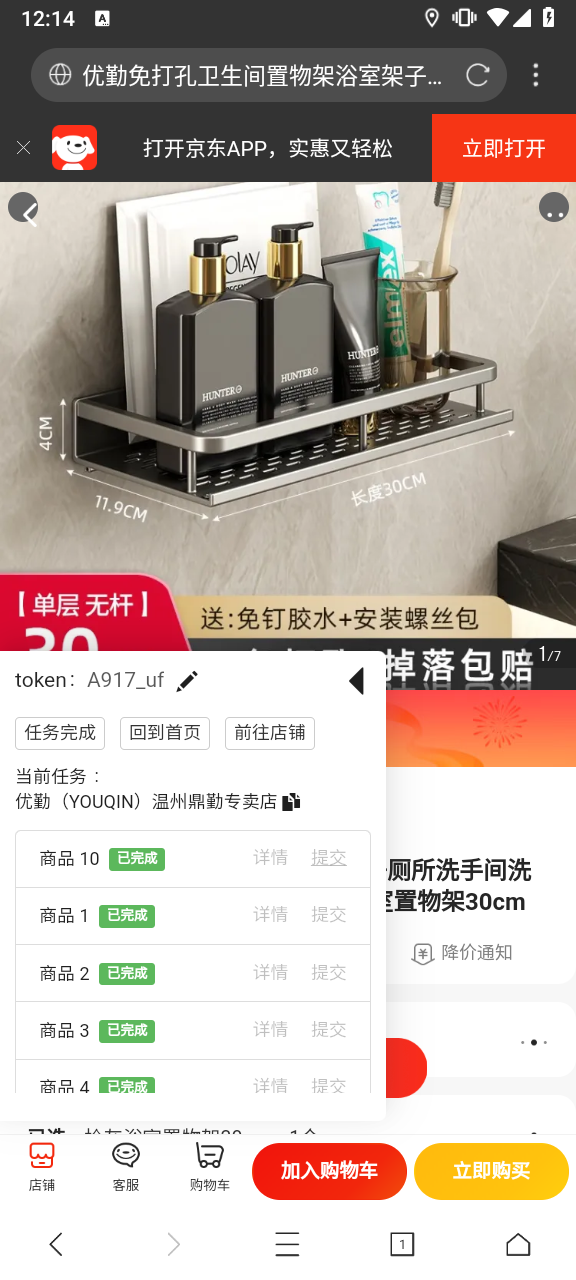 12:14
A
优勤免打孔卫生间置物架浴室架子...
打开京东APP，实惠又轻松
立即打开
OLAY
HUNTER
HUNTER
HUNTER
elmex
4CM
11.9CM
长度30CM
【单层 无杆】
送:免钉胶水+安装螺丝包
30
掉落包赔
1/7
token： A917_uf
任务完成
回到首页
前往店铺
当前任务：
优勤（YOUQIN）温州鼎勤专卖店
商品 10 已完成 详情 提交
商品 1 已完成 详情 提交
商品 2 已完成 详情 提交
商品 3 已完成 详情 提交
商品 4 已完成 详情 提交
厕所洗手间洗
置物架30cm
降价通知
店铺
客服
购物车
加入购物车
立即购买
1